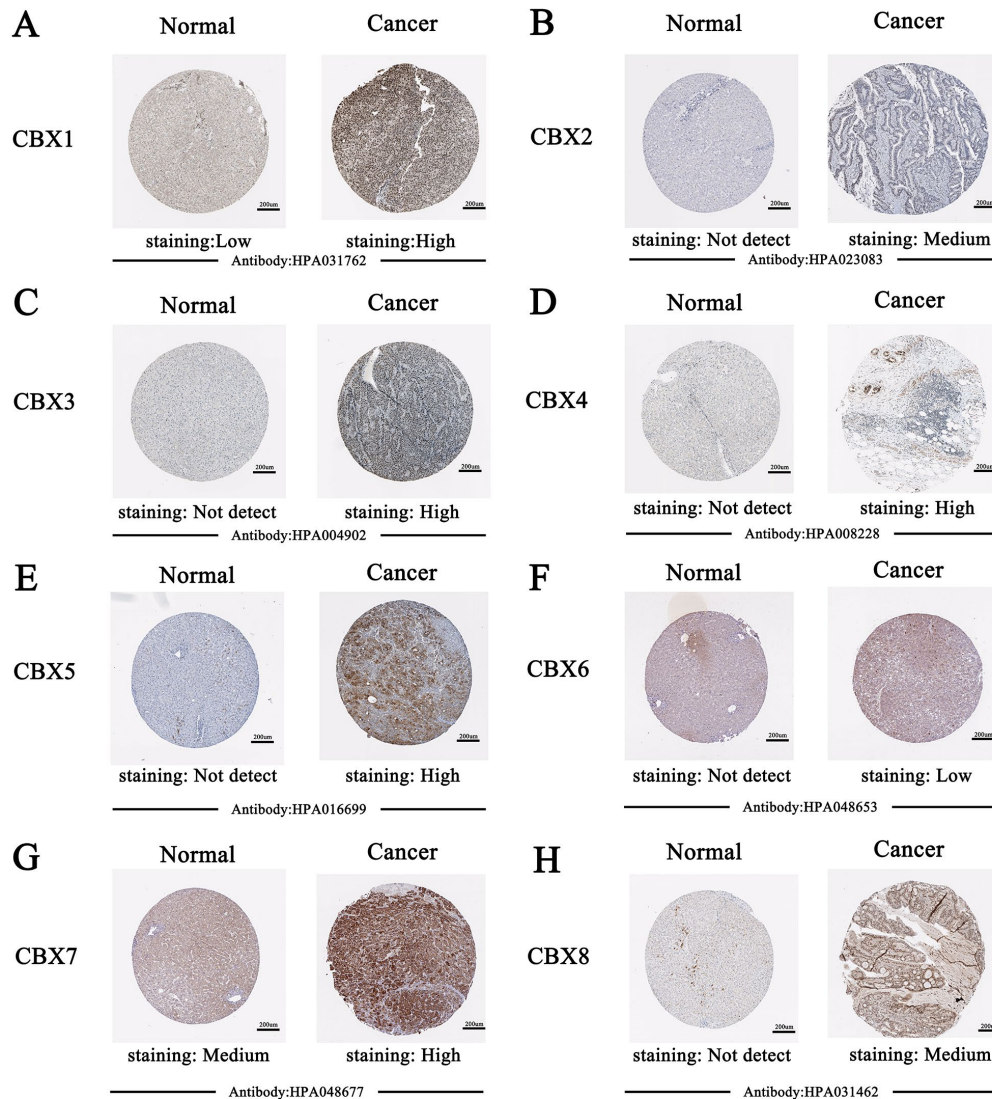 A
Normal
Cancer
CBX1
200um
200um
staining:Low
staining:High
Antibody:HPA031762
B
Normal
Cancer
CBX2
200um
200um
staining: Not detect
staining: Medium
Antibody:HPA023083
C
Normal
Cancer
CBX3
200um
200um
staining: Not detect
staining: High
Antibody:HPA004902
D
Normal
Cancer
CBX4
200um
200um
staining: Not detect
staining: High
Antibody:HPA008228
E
Normal
Cancer
CBX5
200um
200um
staining: Not detect
staining: High
Antibody:HPA016699
F
Normal
Cancer
CBX6
200um
200um
staining: Not detect
staining: Low
Antibody:HPA048653
G
Normal
Cancer
CBX7
200um
200um
staining: Medium
staining: High
Antibody:HPA048677
H
Normal
Cancer
CBX8
200um
200um
staining: Not detect
staining: Medium
Antibody:HPA031462